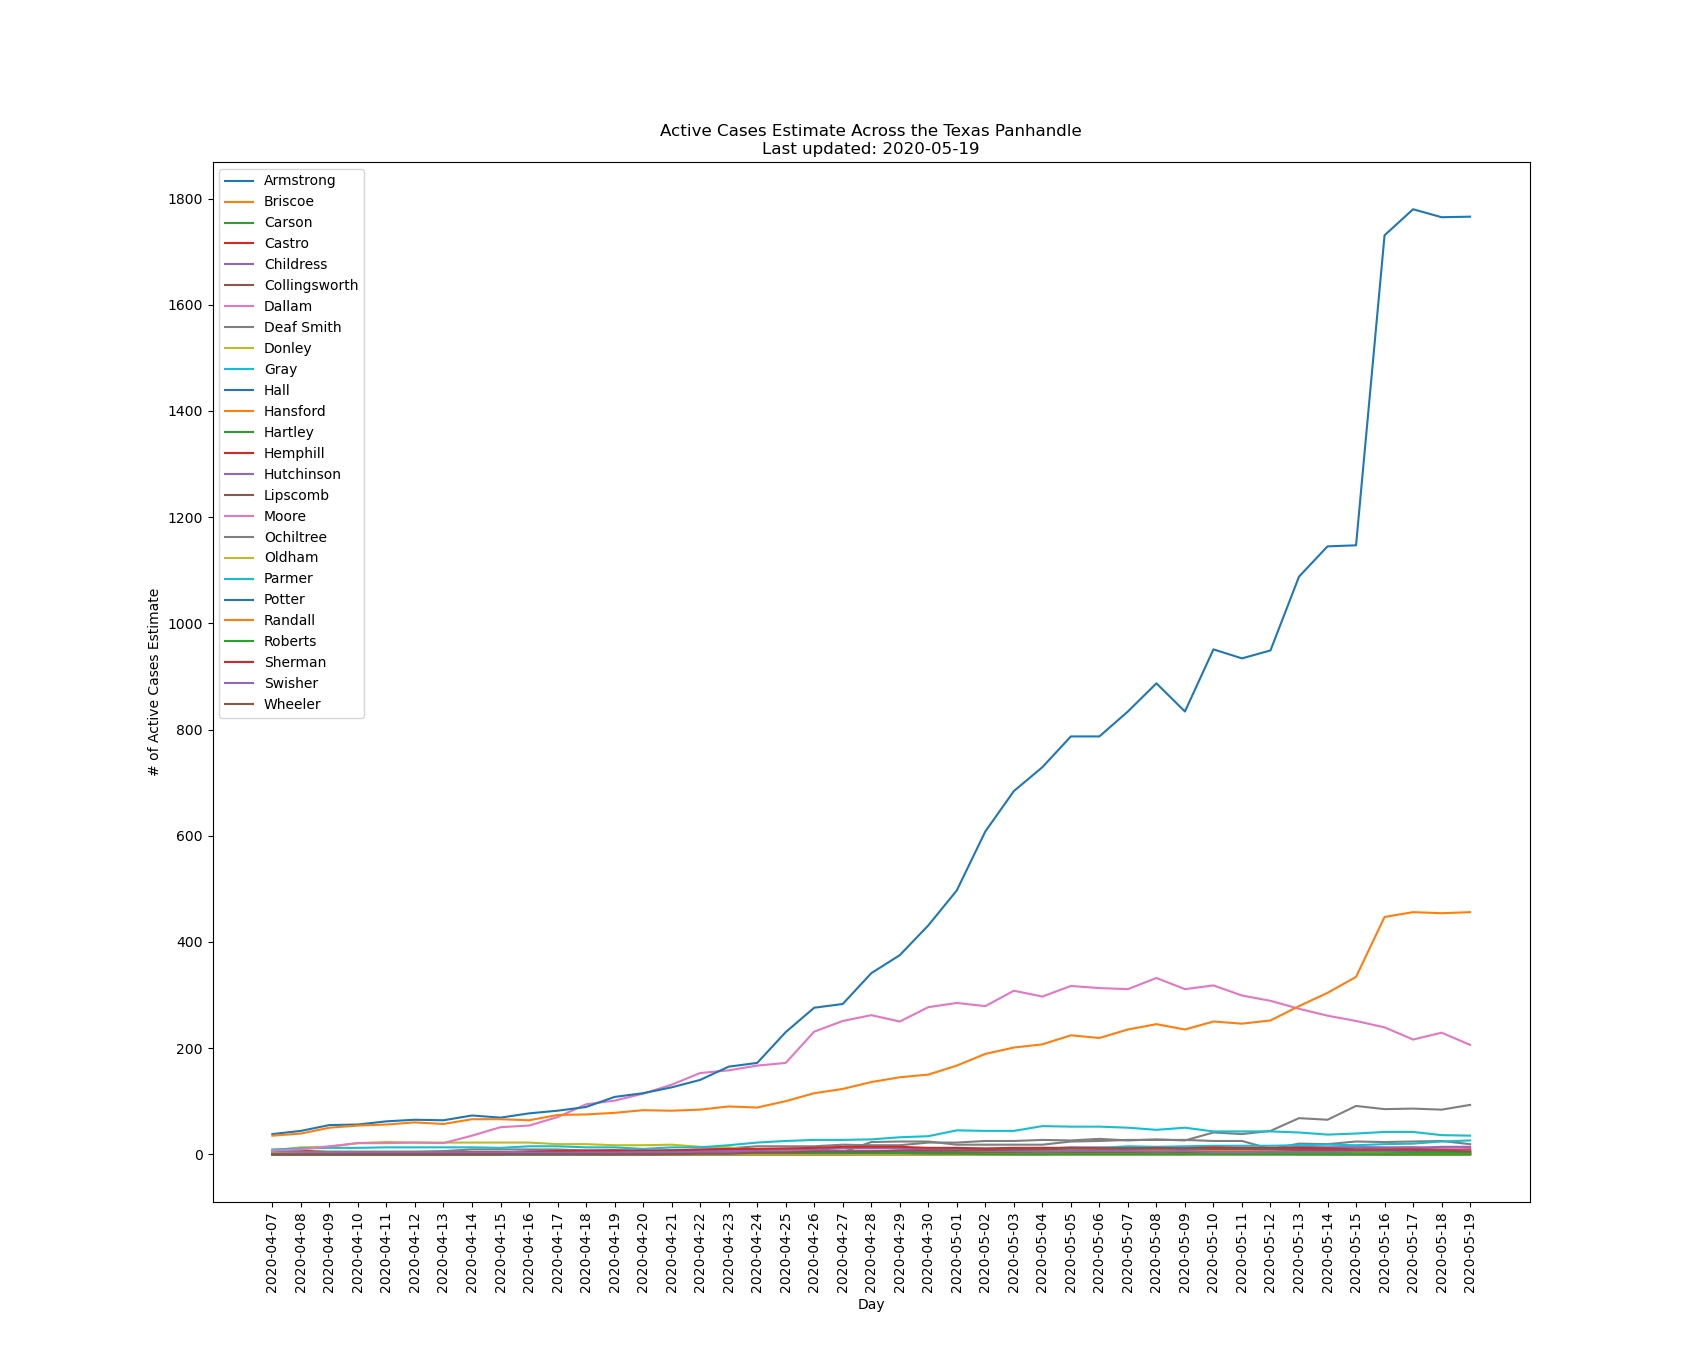 Active Cases Estimate Across the Texas Panhandle
Last updated: 2020-05-19
Armstrong
Briscoe
Carson
Castro
Childress
Collingsworth
Dallam
Deaf Smith
Donley
Gray
Hall
Hansford
Hartley
Hemphill
Hutchinson
Lipscomb
Moore
Ochiltree
Oldham
Parmer
Potter
Randall
Roberts
Sherman
Swisher
Wheeler
# of Active Cases Estimate
1800
1600
1400
1200
1000
800
600
400
200
0
2020-04-07
2020-04-08
2020-04-09
2020-04-10
2020-04-11
2020-04-12
2020-04-13
2020-04-14
2020-04-15
2020-04-16
2020-04-17
2020-04-18
2020-04-19
2020-04-20
2020-04-21
2020-04-22
2020-04-23
2020-04-24
2020-04-25
2020-04-26
2020-04-27
2020-04-28
2020-04-29
2020-04-30
2020-05-01
2020-05-02
2020-05-03
2020-05-04
2020-05-05
2020-05-06
2020-05-07
2020-05-08
2020-05-09
2020-05-10
2020-05-11
2020-05-12
2020-05-13
2020-05-14
2020-05-15
2020-05-16
2020-05-17
2020-05-18
2020-05-19
Day